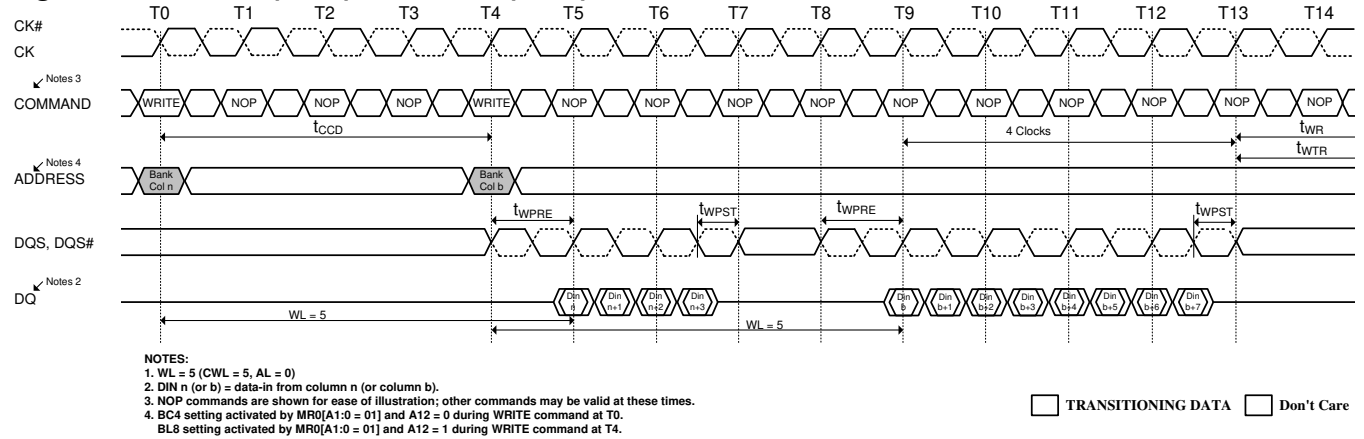 T0 T1 T2 T3 T4 T5 T6 T7 T8 T9 T10 T11 T12 T13 T14
CK#
CK
Notes 3
COMMAND WRITE NOP NOP NOP WRITE NOP NOP NOP NOP NOP NOP NOP NOP NOP NOP
tCCD 4 Clocks tWR
tWTR
Notes 4
ADDRESS
Bank Col n
Bank Col b
tWPRE tWPST tWPRE tWPST
DQS, DQS#
Notes 2
DQ
Din n Din n+1 Din n+2 Din n+3 Din b Din b+1 Din b+2 Din b+3 Din b+4 Din b+5 Din b+6 Din b+7
WL = 5
WL = 5
NOTES:
1. WL = 5 (CWL = 5, AL = 0)
2. DIN n (or b) = data-in from column n (or column b).
3. NOP commands are shown for ease of illustration; other commands may be valid at these times.
4. BC4 setting activated by MR0[A1:0 = 01] and A12 = 0 during WRITE command at T0.
BL8 setting activated by MR0[A1:0 = 01] and A12 = 1 during WRITE command at T4.
TRANSITIONING DATA Don't Care